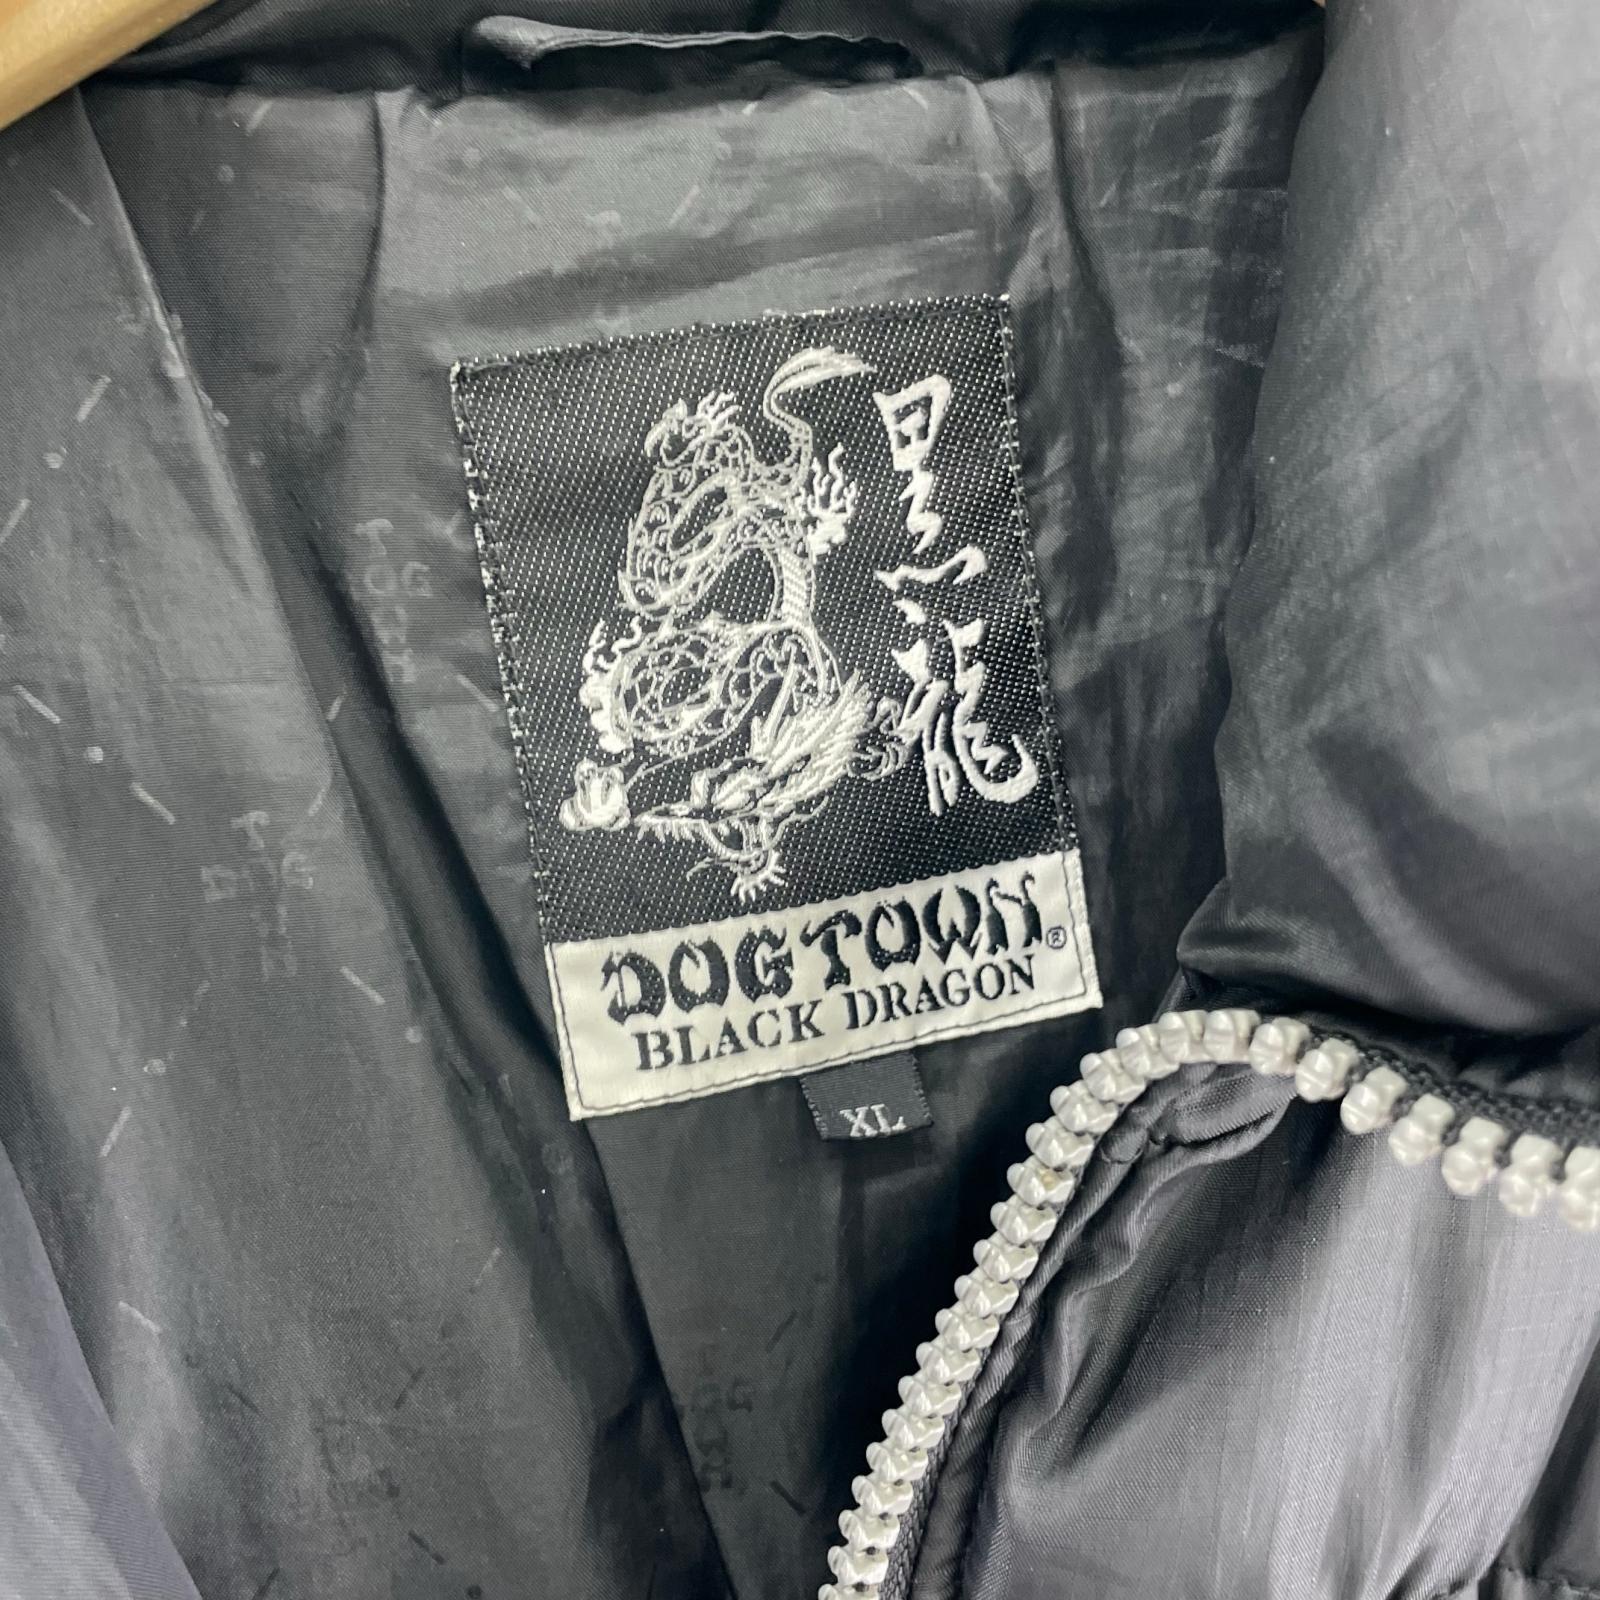 黒龍
DOGTOWN®
BLACK DRAGON
XL